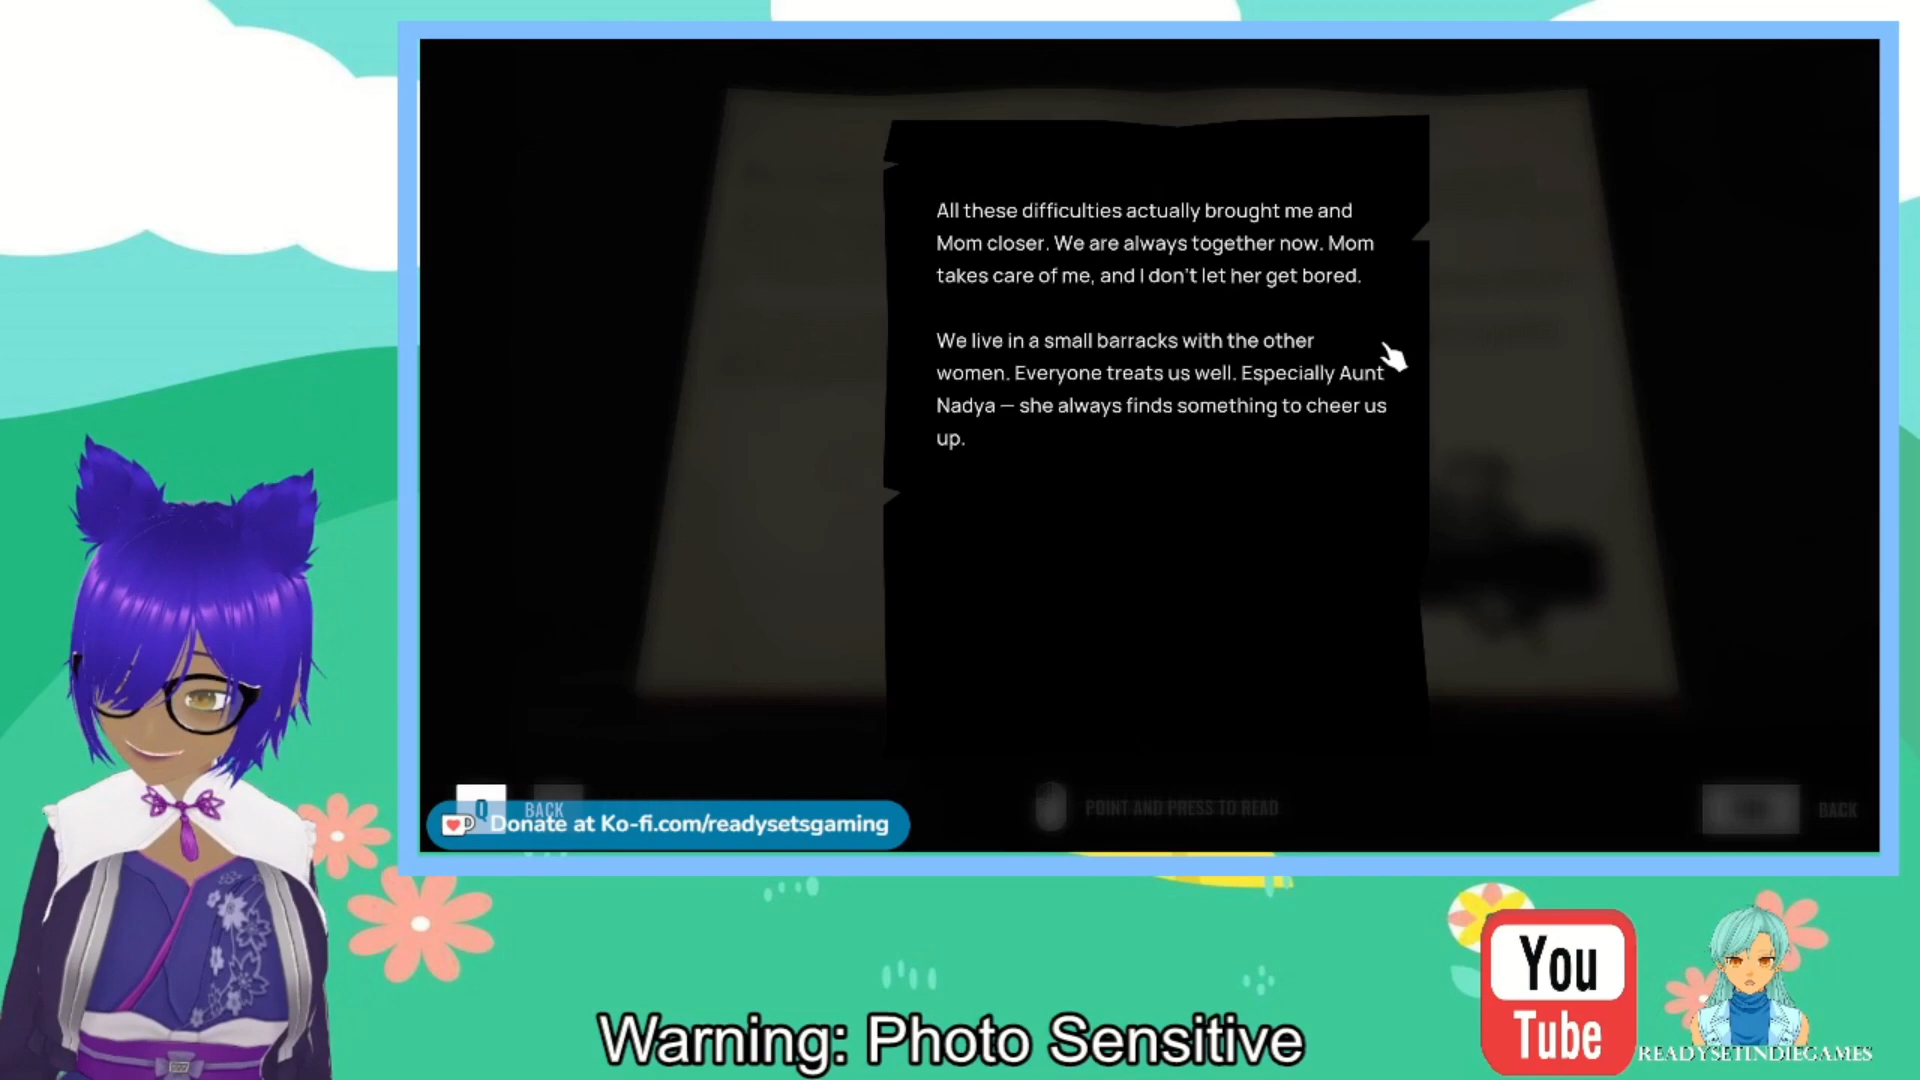 All these difficulties actually brought me and
Mom closer. We are always together now. Mom
takes care of me, and I don't let her get bored.
We live in a small barracks with the other
women. Everyone treats us well. Especially Aunt
Nadya — she always finds something to cheer us
up.
Q BACK
POINT AND PRESS TO READ
BACK
Donate at Ko-fi.com/readysetsgaming
Warning: Photo Sensitive
You
Tube
READYSETINDIEGAMES